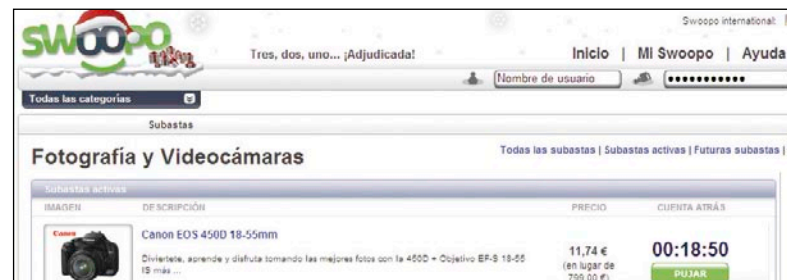 Swoopo international:
SWOOPO
Tres, dos, uno... ¡Adjudicada!
Inicio | Mi Swoopo | Ayuda
Nombre de usuario
•••••••••••
Todas las categorías
Subastas
Fotografía y Videocámaras
Todas las subastas | Subastas activas | Futuras subastas |
Subastas activas
IMAGEN DESCRIPCIÓN PRECIO CUENTA ATRÁS
Canon
Canon EOS 450D 18-55mm
Diviertete, aprende y disfruta tomando las mejores fotos con la 450D + Objetivo EF-S 18-55
IS más ...
11,74 €
(en lugar de
799,00 €)
00:18:50
PUJAR